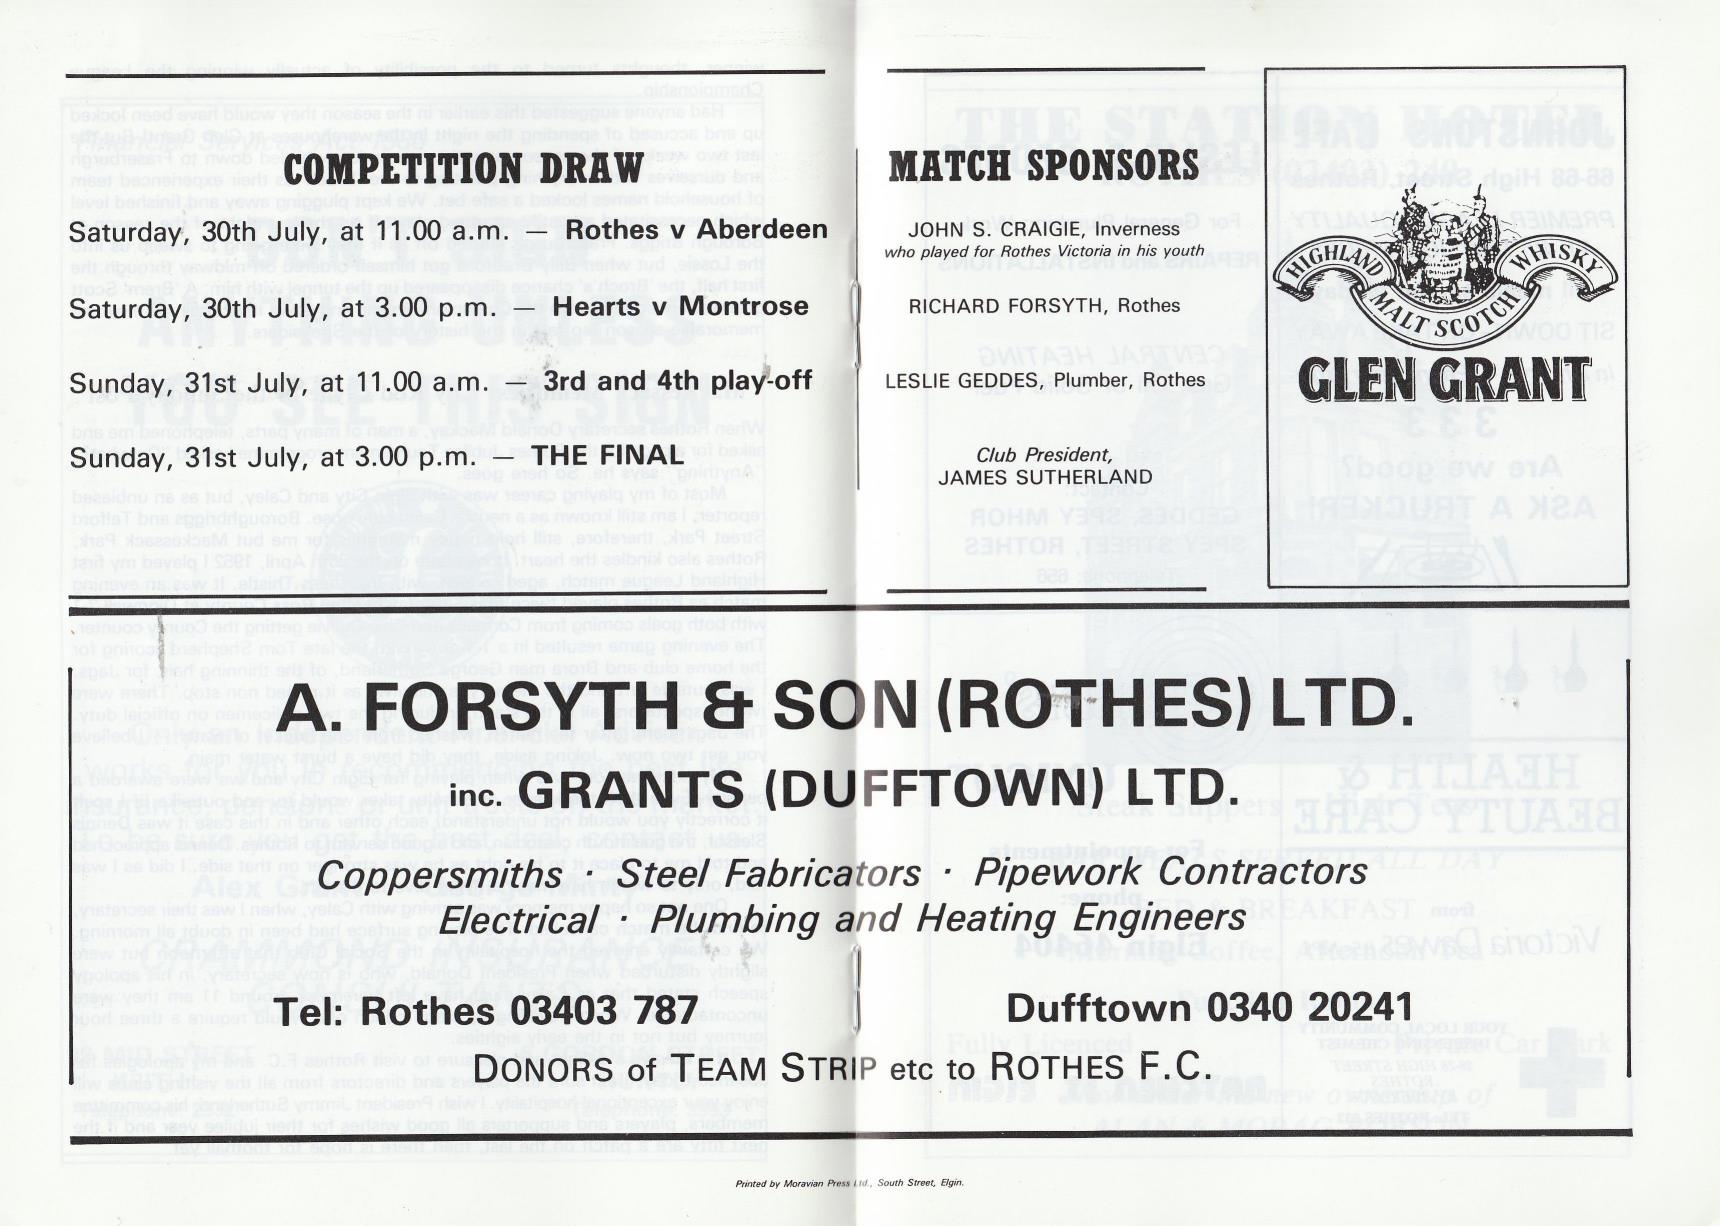 COMPETITION DRAW
Saturday, 30th July, at 11.00 a.m. — Rothes v Aberdeen
Saturday, 30th July, at 3.00 p.m. — Hearts v Montrose
Sunday, 31st July, at 11.00 a.m. — 3rd and 4th play-off
Sunday, 31st July, at 3.00 p.m. — THE FINAL
MATCH SPONSORS
JOHN S. CRAIGIE, Inverness
who played for Rothes Victoria in his youth
RICHARD FORSYTH, Rothes
LESLIE GEDDES, Plumber, Rothes
Club President,
JAMES SUTHERLAND
HIGHLAND WHISKY
MALT SCOTCH
GLEN GRANT
A. FORSYTH & SON (ROTHES) LTD.
inc. GRANTS (DUFFTOWN) LTD.
Coppersmiths · Steel Fabricators · Pipework Contractors
Electrical · Plumbing and Heating Engineers
Tel: Rothes 03403 787 Dufftown 0340 20241
DONORS of TEAM STRIP etc to ROTHES F.C.
Printed by Moravian Press Ltd., South Street, Elgin.